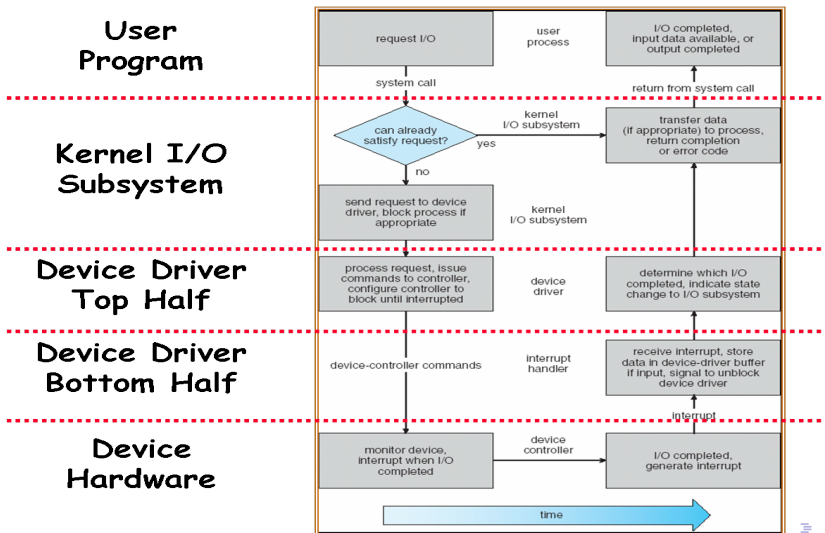 User
Program
request I/O
user
process
I/O completed,
input data available, or
output completed
system call
return from system call
Kernel I/O
Subsystem
can already
satisfy request?
yes
no
kernel
I/O subsystem
transfer data
(if appropriate) to process,
return completion
or error code
send request to device
driver, block process if
appropriate
kernel
I/O subsystem
Device Driver
Top Half
process request, issue
commands to controller,
configure controller to
block until interrupted
device
driver
determine which I/O
completed, indicate state
change to I/O subsystem
Device Driver
Bottom Half
device-controller commands
interrupt
handler
receive interrupt, store
data in device-driver buffer
if input, signal to unblock
device driver
interrupt
Device
Hardware
monitor device,
interrupt when I/O
completed
device
controller
I/O completed,
generate interrupt
time